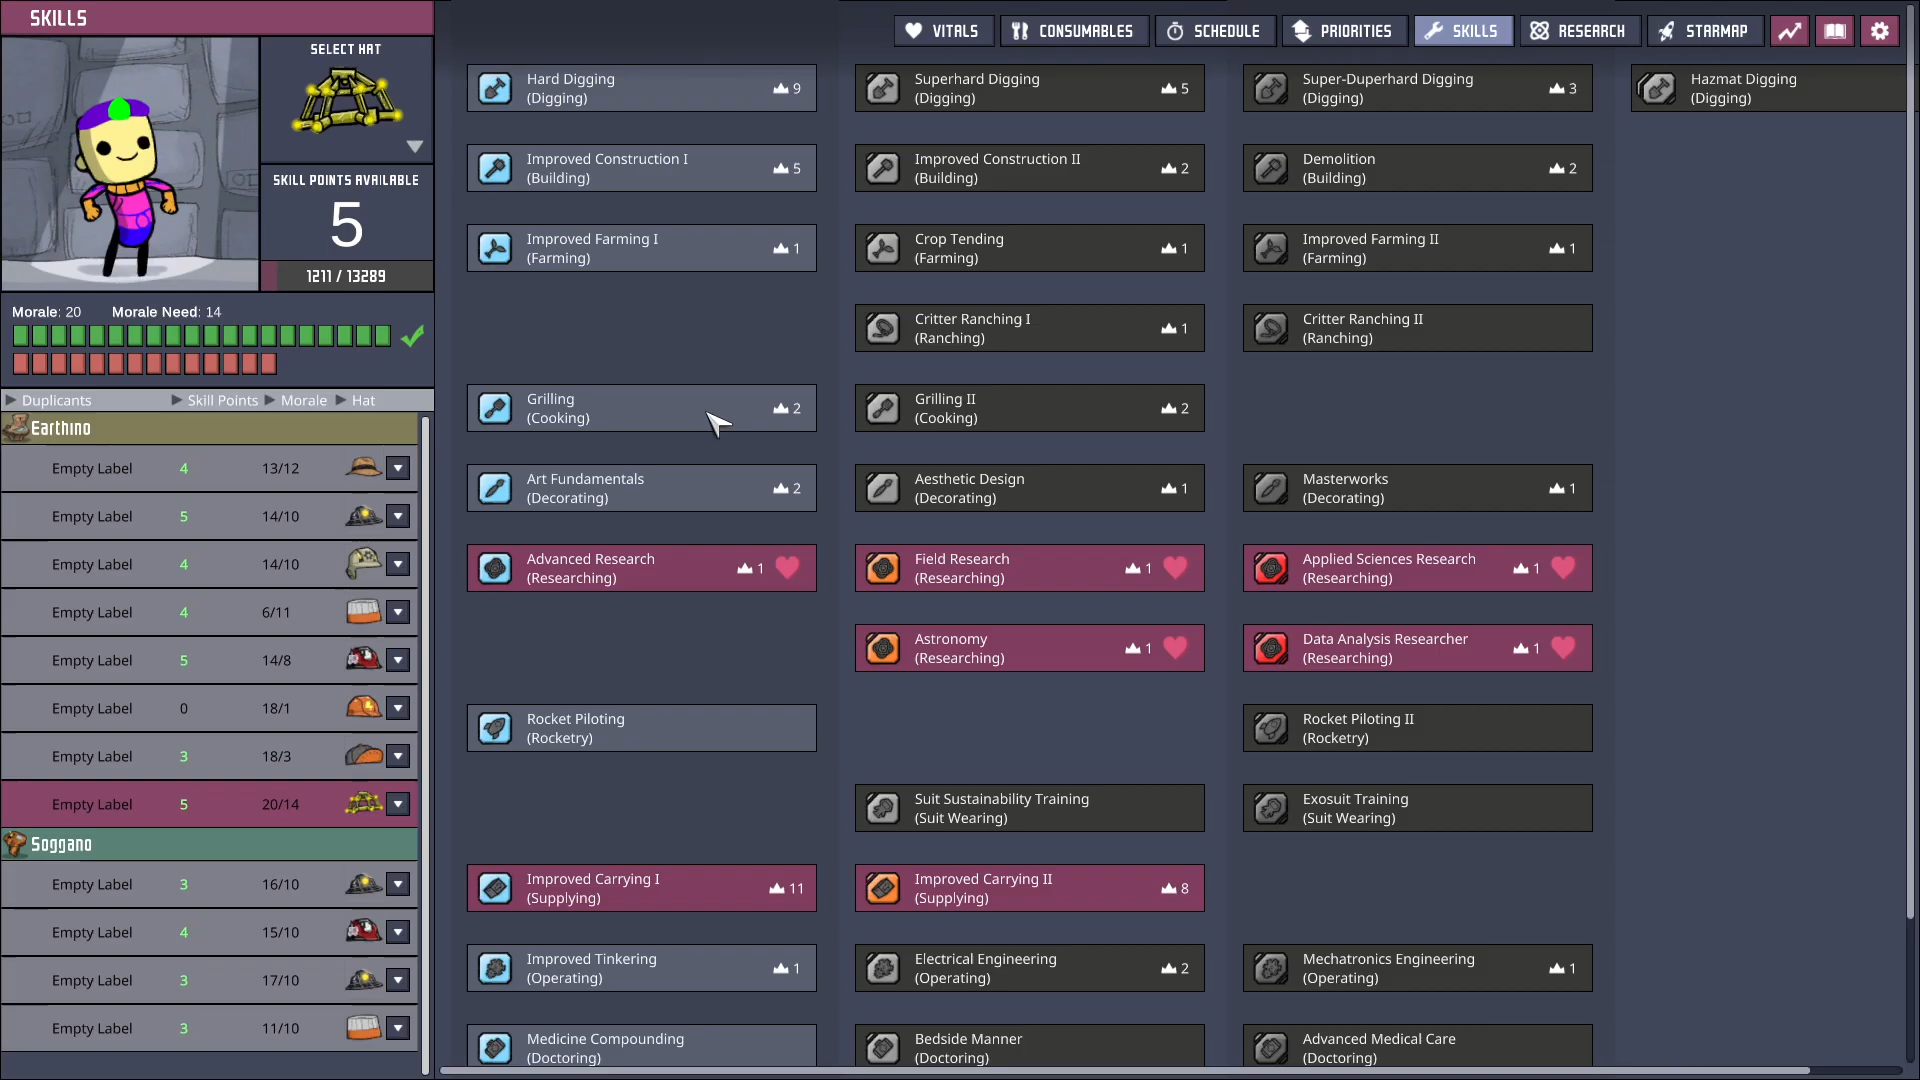 SKILLS
VITALS
CONSUMABLES
SCHEDULE
PRIORITIES
SKILLS
RESEARCH
STARMAP
SELECT HAT
SKILL POINTS AVAILABLE
5
1211 / 13289
Morale: 20 Morale Need: 14
Duplicants Skill Points Morale Hat
Earthino
Empty Label 4 13/12
Empty Label 5 14/10
Empty Label 4 14/10
Empty Label 4 6/11
Empty Label 5 14/8
Empty Label 0 18/1
Empty Label 3 18/3
Empty Label 5 20/14
Soggano
Empty Label 3 16/10
Empty Label 4 15/10
Empty Label 3 17/10
Empty Label 3 11/10
Hard Digging
(Digging)
9
Superhard Digging
(Digging)
5
Super-Duperhard Digging
(Digging)
3
Hazmat Digging
(Digging)
Improved Construction I
(Building)
5
Improved Construction II
(Building)
2
Demolition
(Building)
2
Improved Farming I
(Farming)
1
Crop Tending
(Farming)
1
Improved Farming II
(Farming)
1
Critter Ranching I
(Ranching)
1
Critter Ranching II
(Ranching)
Grilling
(Cooking)
2
Grilling II
(Cooking)
2
Art Fundamentals
(Decorating)
2
Aesthetic Design
(Decorating)
1
Masterworks
(Decorating)
1
Advanced Research
(Researching)
1
Field Research
(Researching)
1
Applied Sciences Research
(Researching)
1
Astronomy
(Researching)
1
Data Analysis Researcher
(Researching)
1
Rocket Piloting
(Rocketry)
Rocket Piloting II
(Rocketry)
Suit Sustainability Training
(Suit Wearing)
Exosuit Training
(Suit Wearing)
Improved Carrying I
(Supplying)
11
Improved Carrying II
(Supplying)
8
Improved Tinkering
(Operating)
1
Electrical Engineering
(Operating)
2
Mechatronics Engineering
(Operating)
1
Medicine Compounding
(Doctoring)
Bedside Manner
(Doctoring)
Advanced Medical Care
(Doctoring)